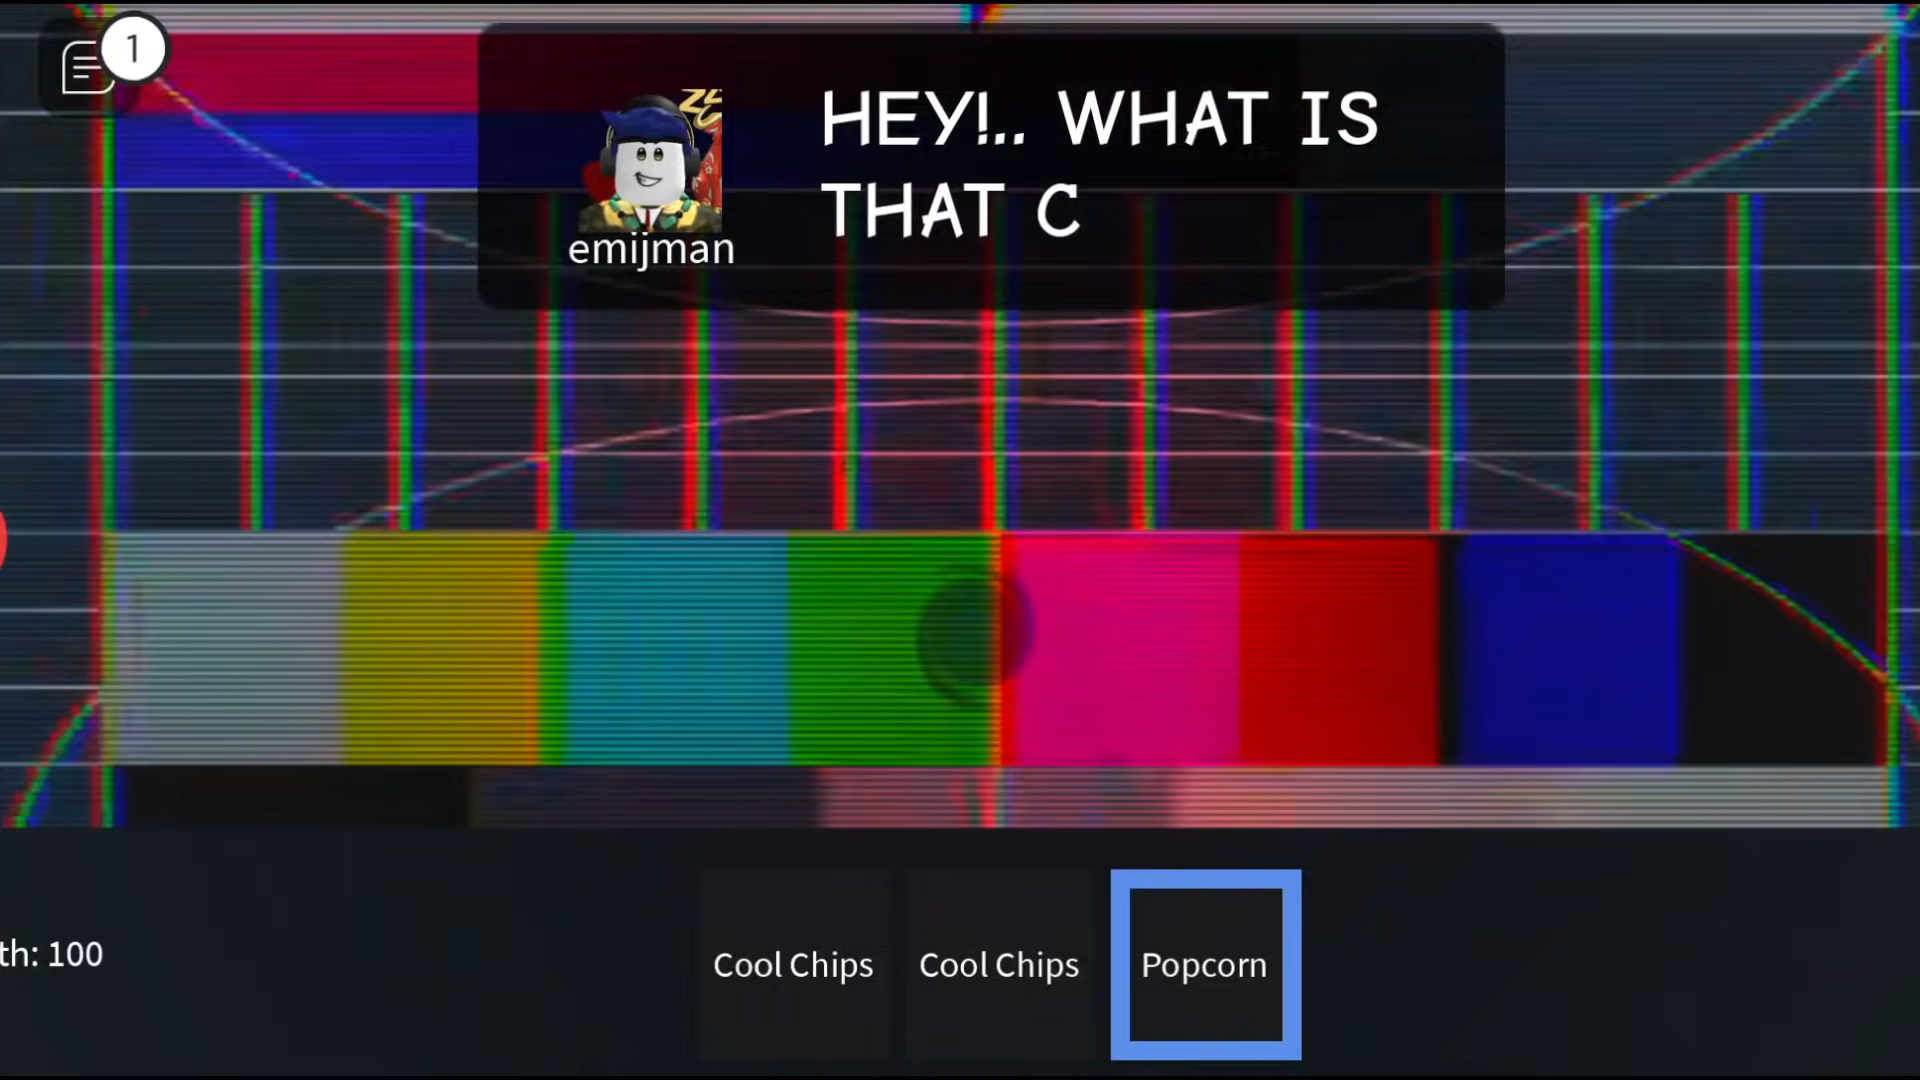 1
HEY!.. WHAT IS
THAT C
emijman
th: 100
Cool Chips
Cool Chips
Popcorn